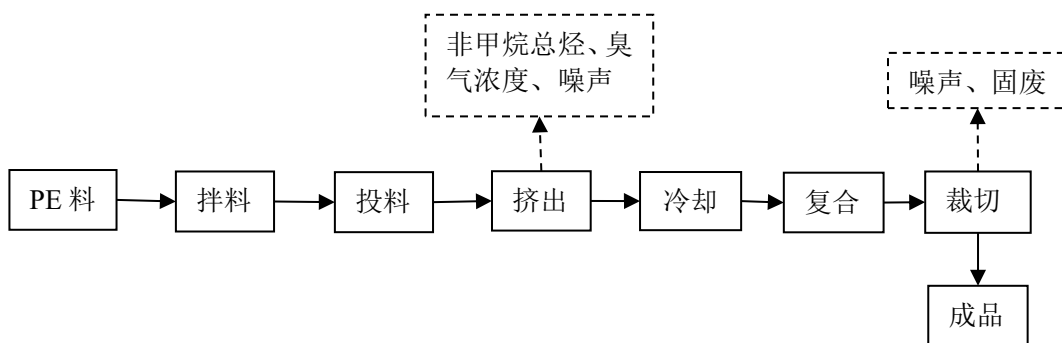 非甲烷总烃、臭
气浓度、噪声
噪声、固废
PE 料
拌料
投料
挤出
冷却
复合
裁切
成品